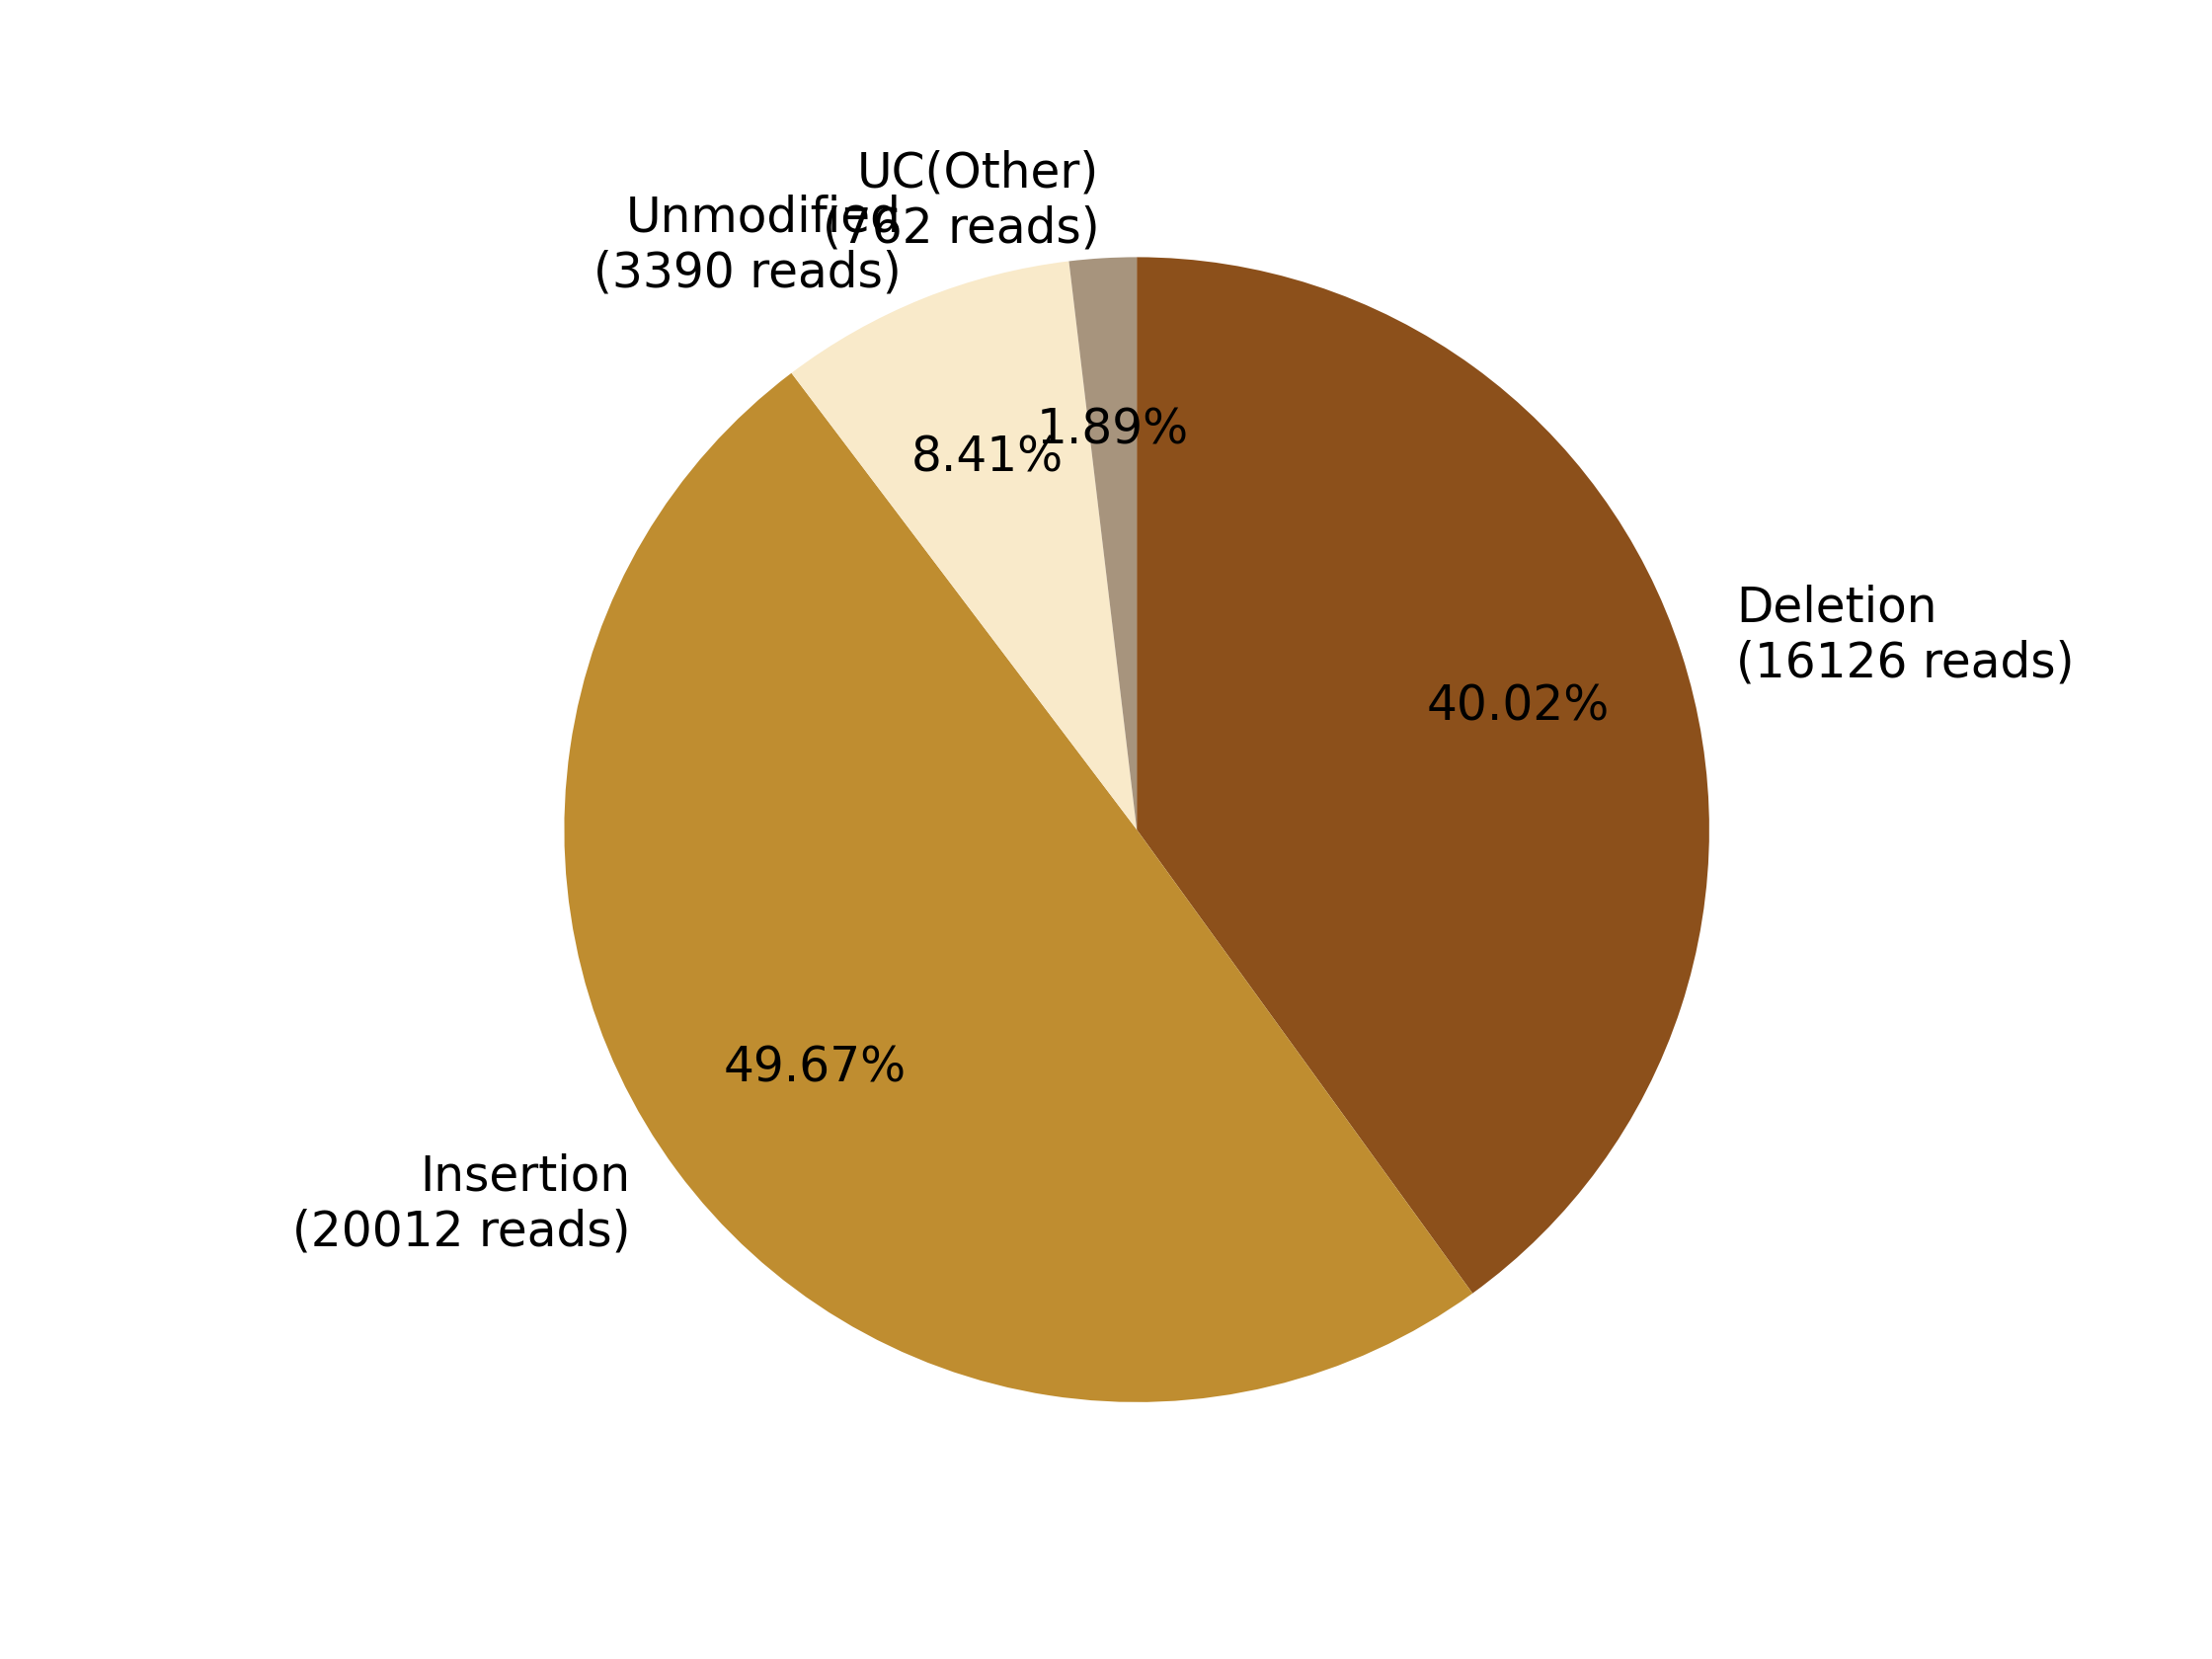 UC(Other)
(762 reads)
Unmodified
(3390 reads)
1.89%
8.41%
Deletion
(16126 reads)
40.02%
49.67%
Insertion
(20012 reads)